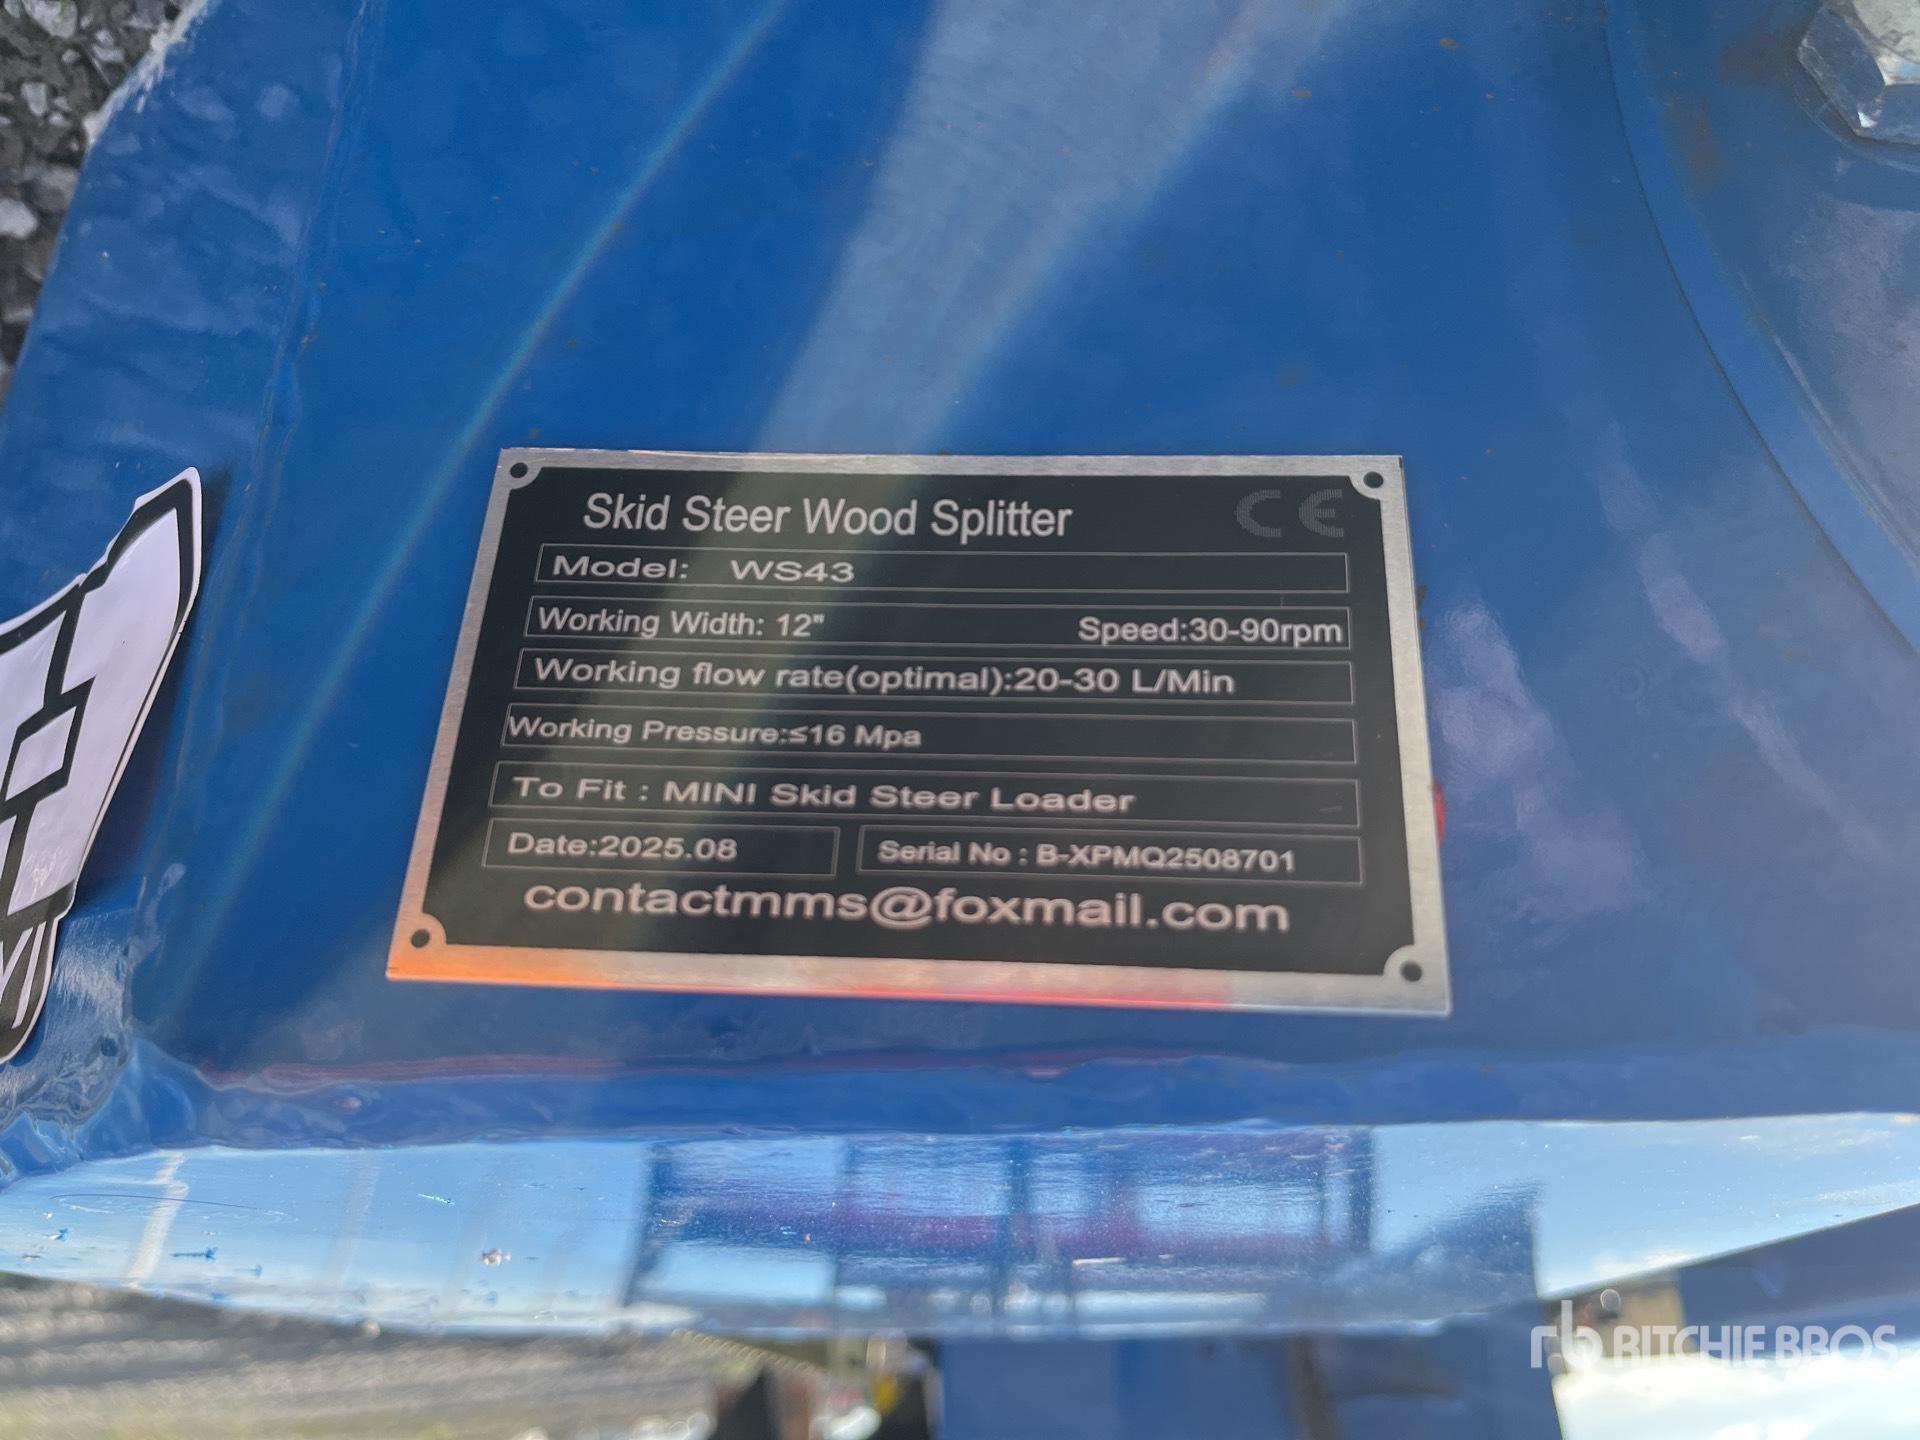 Skid Steer Wood Splitter CE
Model: WS43
Working Width: 12" Speed:30-90rpm
Working flow rate(optimal):20-30 L/Min
Working Pressure:≤16 Mpa
To Fit : MINI Skid Steer Loader
Date:2025.08 Serial No : B-XPMQ2508701
contactmms@foxmail.com
rb RITCHIE BROS